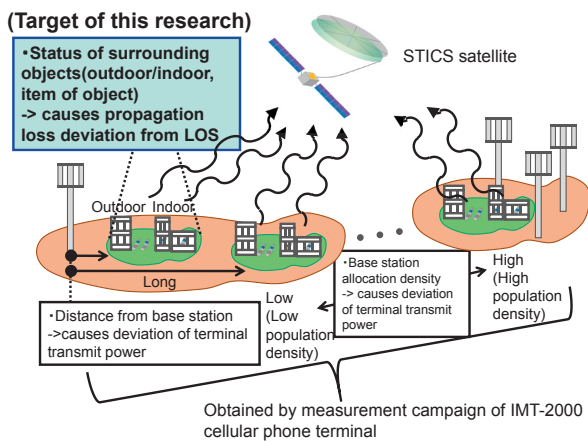 (Target of this research)
・Status of surrounding
objects(outdoor/indoor,
item of object)
-> causes propagation
loss deviation from LOS
STICS satellite
Outdoor Indoor
Long
・Distance from base station
->causes deviation of terminal
transmit power
Low
(Low
population
density)
・Base station
allocation density
-> causes deviation
of terminal transmit
power
High
(High
population
density)
Obtained by measurement campaign of IMT-2000
cellular phone terminal